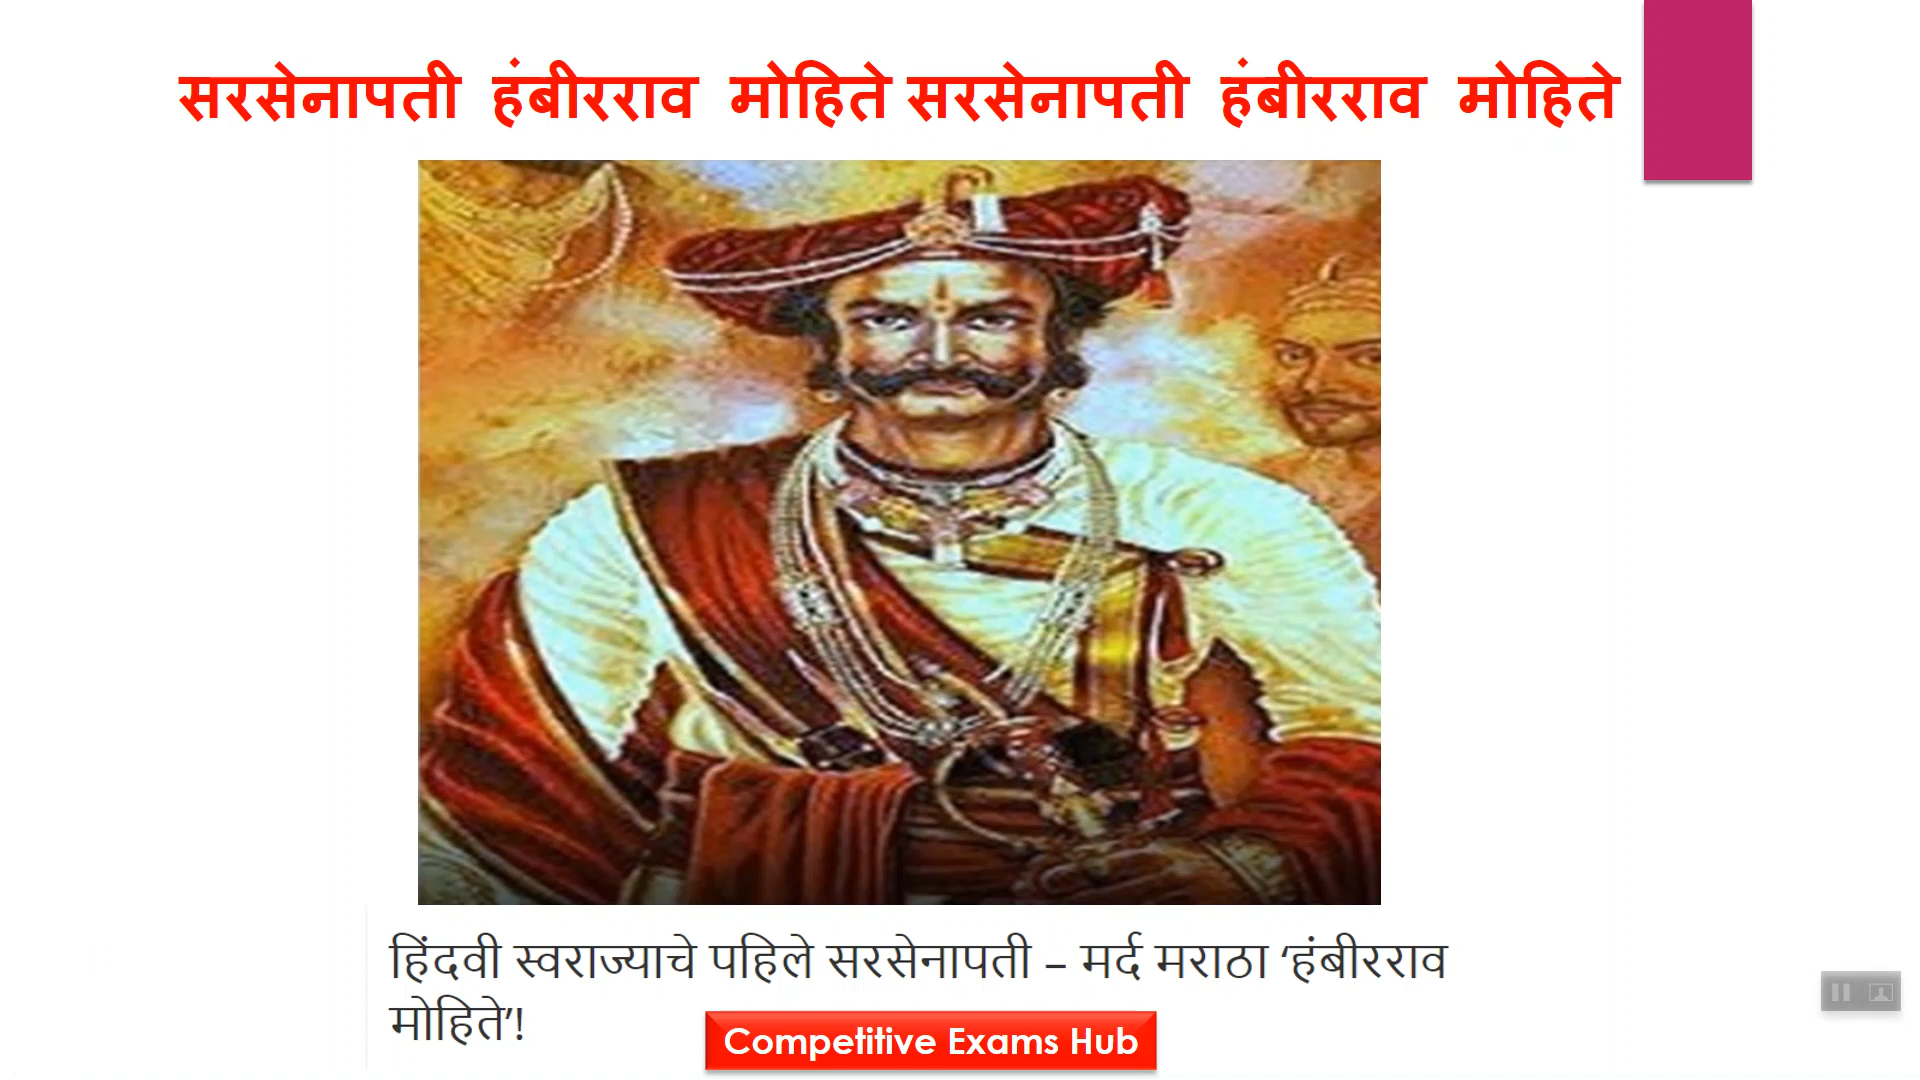 सरसेनापती हंबीरराव मोहिते सरसेनापती हंबीरराव मोहिते
हिंदवी स्वराज्याचे पहिले सरसेनापती – मर्द मराठा ‘हंबीरराव
मोहिते’!
Competitive Exams Hub